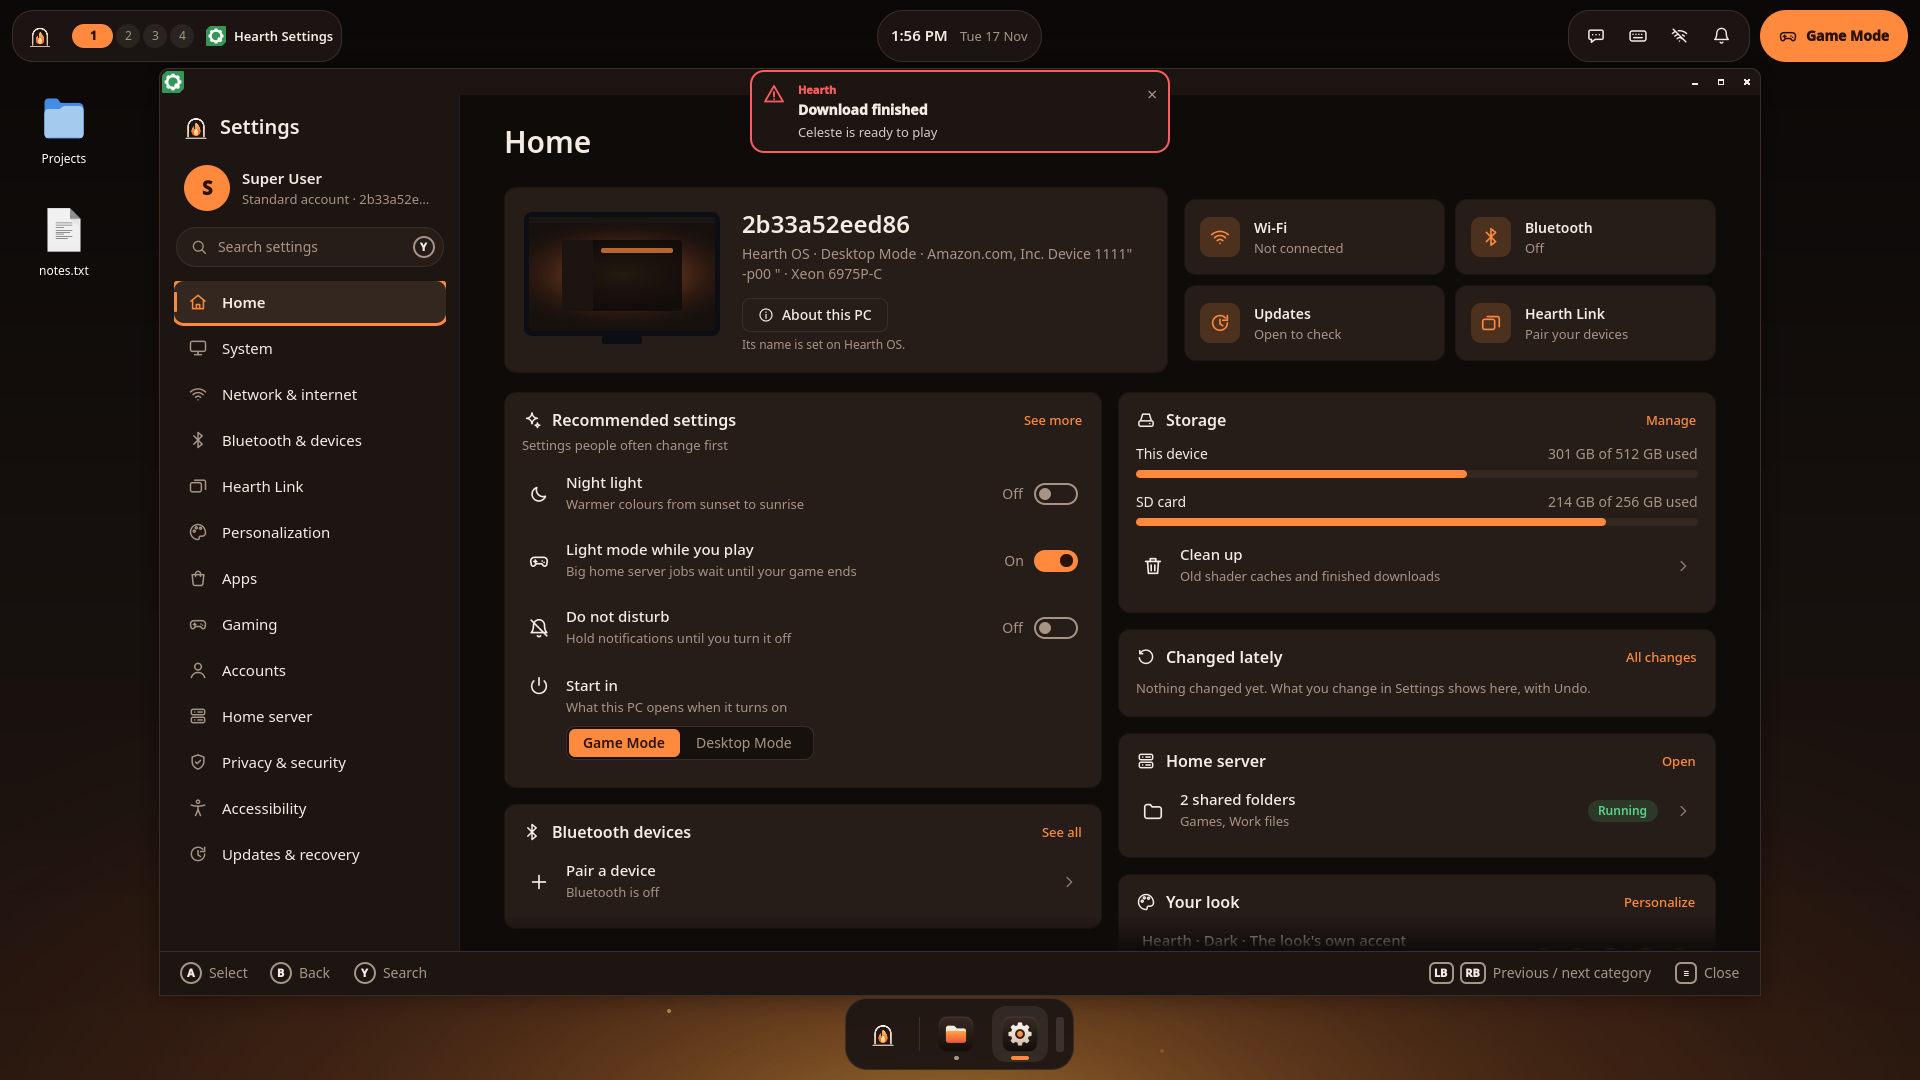 1 2 3 4
Hearth Settings
1:56 PM Tue 17 Nov
Game Mode
Projects
notes.txt
Hearth
Download finished
Celeste is ready to play
Settings
S
Super User
Standard account · 2b33a52e...
Search settings Y
Home
System
Network & internet
Bluetooth & devices
Hearth Link
Personalization
Apps
Gaming
Accounts
Home server
Privacy & security
Accessibility
Updates & recovery
Home
2b33a52eed86
Hearth OS · Desktop Mode · Amazon.com, Inc. Device 1111"
-p00 " · Xeon 6975P-C
About this PC
Its name is set on Hearth OS.
Wi-Fi
Not connected
Bluetooth
Off
Updates
Open to check
Hearth Link
Pair your devices
Recommended settings See more
Settings people often change first
Night light
Warmer colours from sunset to sunrise
Off
Light mode while you play
Big home server jobs wait until your game ends
On
Do not disturb
Hold notifications until you turn it off
Off
Start in
What this PC opens when it turns on
Game Mode Desktop Mode
Bluetooth devices See all
Pair a device
Bluetooth is off
Storage Manage
This device 301 GB of 512 GB used
SD card 214 GB of 256 GB used
Clean up
Old shader caches and finished downloads
Changed lately All changes
Nothing changed yet. What you change in Settings shows here, with Undo.
Home server Open
2 shared folders
Games, Work files
Running
Your look Personalize
Hearth · Dark · The look's own accent
A Select B Back Y Search
LB RB Previous / next category Close